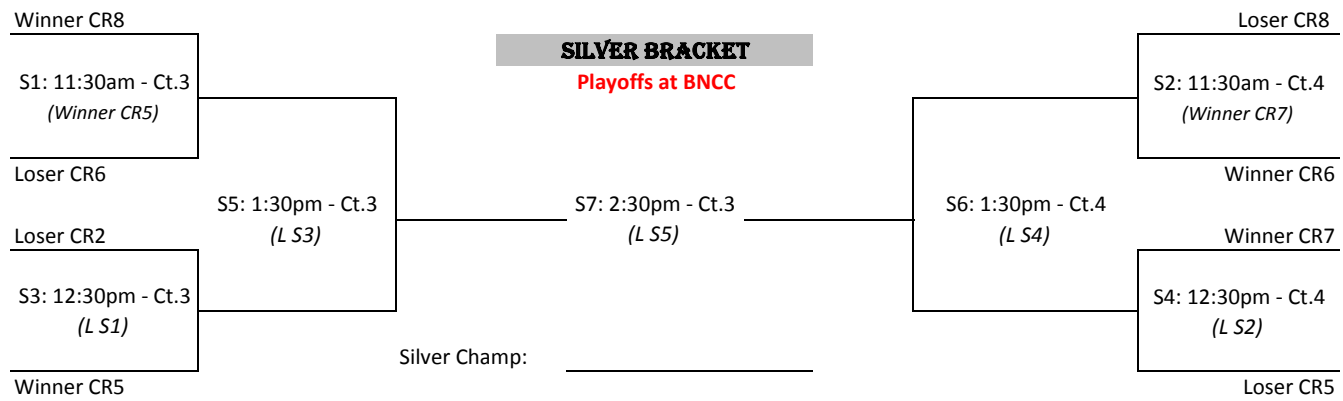 Winner CR8
Loser CR8
SILVER BRACKET
Playoffs at BNCC
S1: 11:30am - Ct.3
(Winner CR5)
S2: 11:30am - Ct.4
(Winner CR7)
Loser CR6
Winner CR6
S5: 1:30pm - Ct.3
(L S3)
S7: 2:30pm - Ct.3
(L S5)
S6: 1:30pm - Ct.4
(L S4)
Loser CR2
Winner CR7
S3: 12:30pm - Ct.3
(L S1)
S4: 12:30pm - Ct.4
(L S2)
Silver Champ:
Winner CR5
Loser CR5